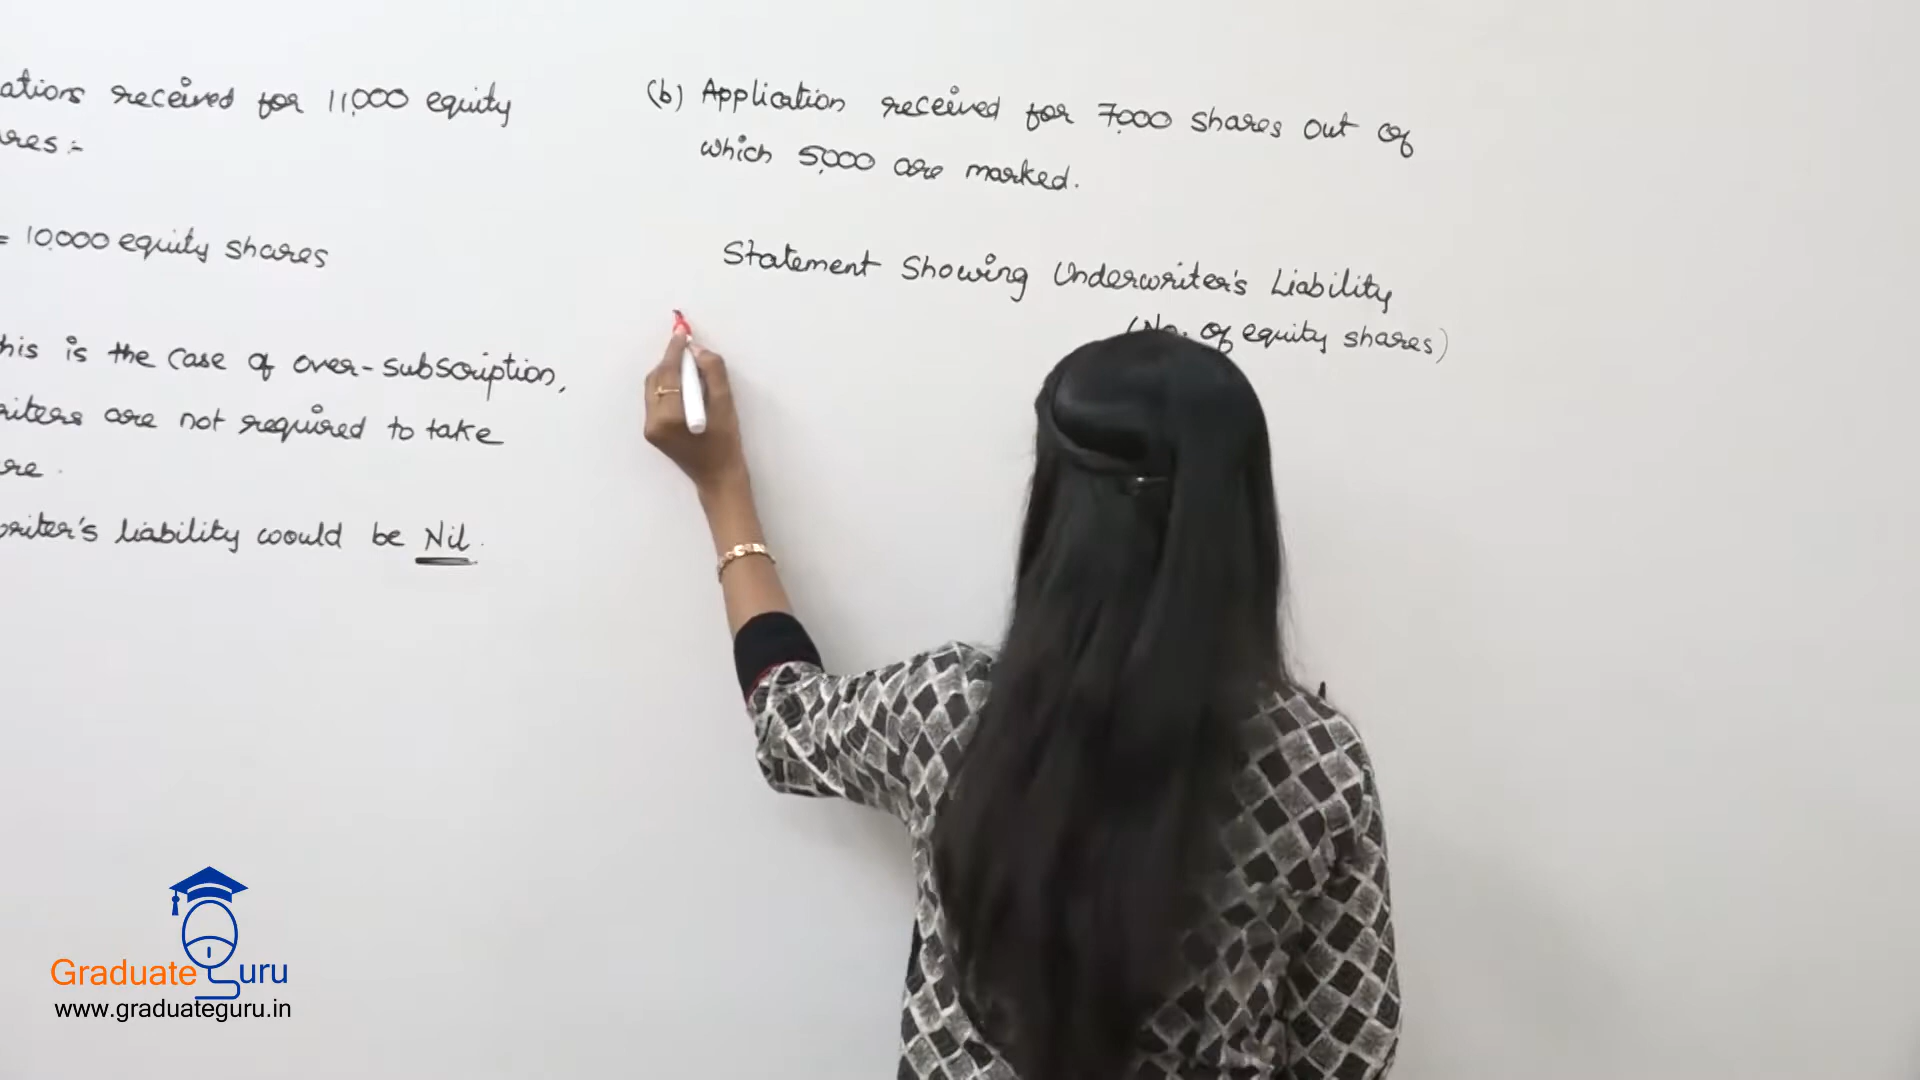 ations received for 11,000 equity
res :-
= 10,000 equity shares
his is the case of over-subscription,
riters are not required to take
re.
riter's liability would be Nil.
(b) Application received for 7,000 shares out of
which 5,000 are marked.
Statement Showing Underwriter's Liability
(No. of equity shares)
Graduate Guru
www.graduateguru.in